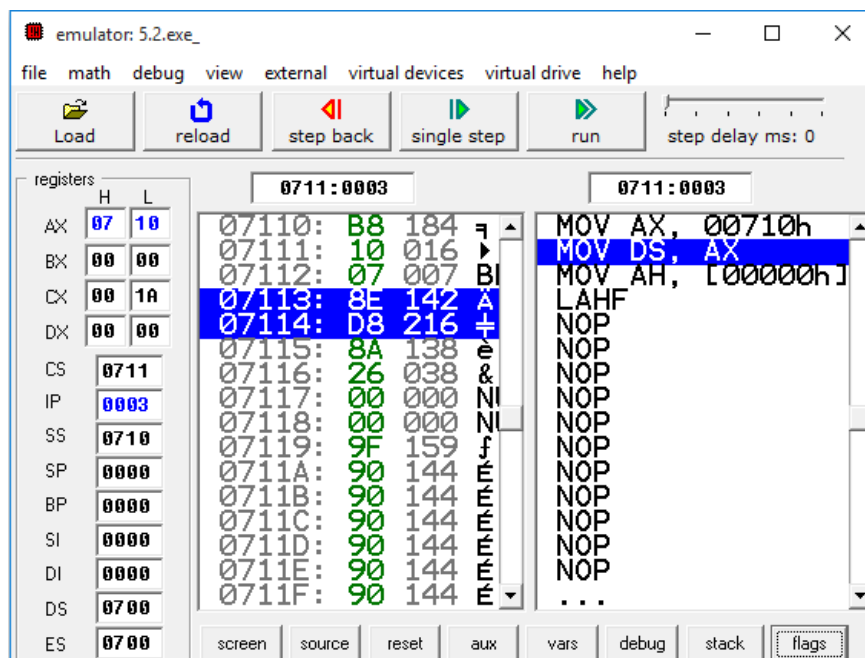 emulator: 5.2.exe_
file math debug view external virtual devices virtual drive help
Load reload step back single step run step delay ms: 0
registers
H L
0711:0003 0711:0003
AX 07 10
BX 00 00
CX 00 1A
DX 00 00
CS 0711
IP 0003
SS 0710
SP 0000
BP 0000
SI 0000
DI 0000
DS 0700
ES 0700
07110: B8 184 ╕
07111: 10 016 ►
07112: 07 007
07113: 8E 142 Ä
07114: D8 216 ╪
07115: 8A 138 è
07116: 26 038 &
07117: 00 000
07118: 00 000
07119: 9F 159 ƒ
0711A: 90 144 É
0711B: 90 144 É
0711C: 90 144 É
0711D: 90 144 É
0711E: 90 144 É
0711F: 90 144 É
MOV AX, 00710h
MOV DS, AX
MOV AH, [00000h]
LAHF
NOP
NOP
NOP
NOP
NOP
NOP
NOP
NOP
NOP
NOP
NOP
...
screen source reset aux vars debug stack flags